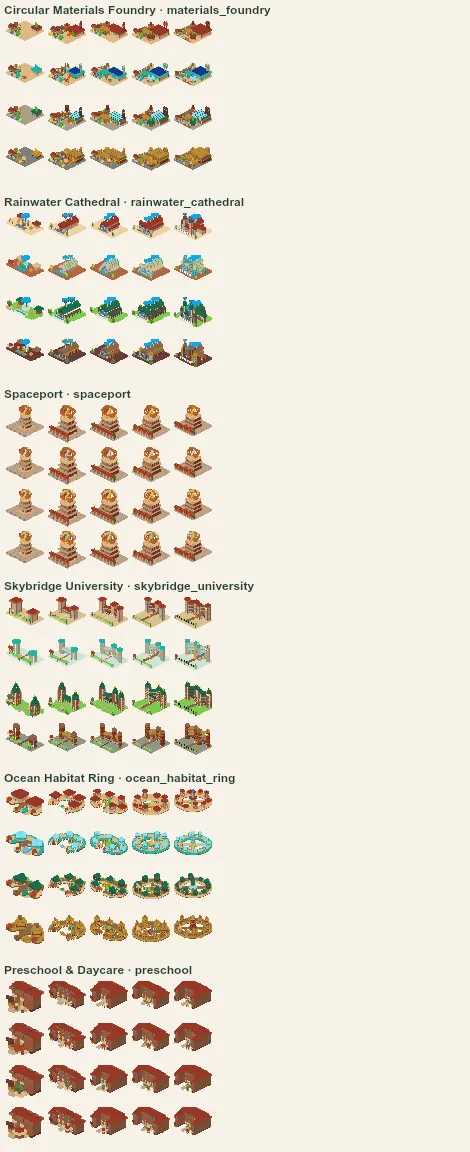 Circular Materials Foundry · materials_foundry
Rainwater Cathedral · rainwater_cathedral
Spaceport · spaceport
Skybridge University · skybridge_university
Ocean Habitat Ring · ocean_habitat_ring
Preschool & Daycare · preschool